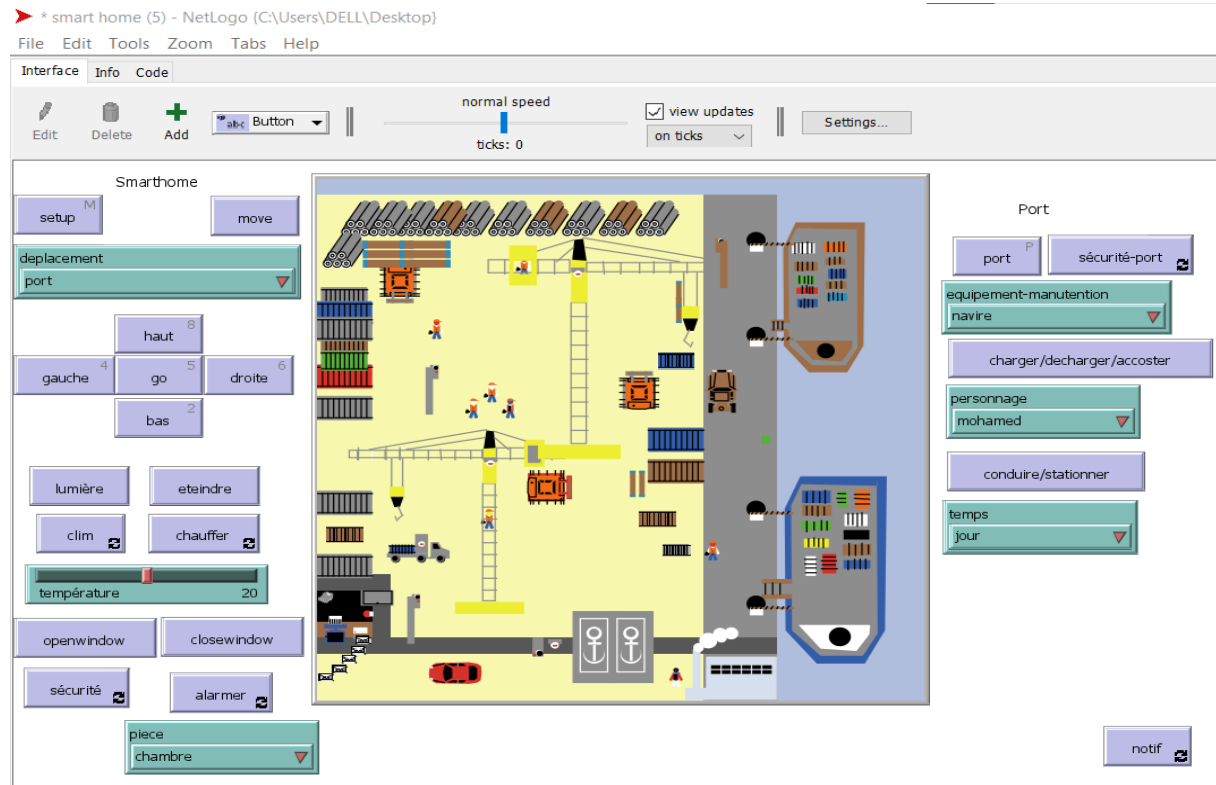 * smart home (5) - NetLogo {C:\Users\DELL\Desktop}
File Edit Tools Zoom Tabs Help
Interface Info Code
Edit
Delete
Add
abc Button
normal speed
ticks: 0
view updates
on ticks
Settings...
Smarthome
setup M
move
deplacement
port
haut 8
gauche 4
go 5
droite 6
bas 2
lumière
eteindre
clim
chauffer
température 20
openwindow
closewindow
sécurité
alarmer
piece
chambre
Port
port P
sécurité-port
equipement-manutention
navire
charger/decharger/accoster
personnage
mohamed
conduire/stationner
temps
jour
notif